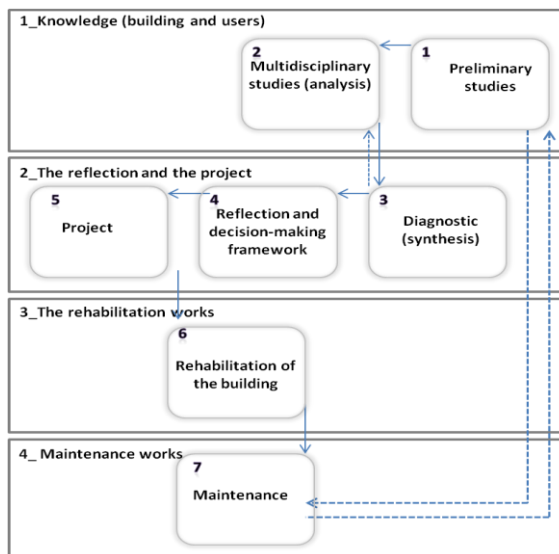 1_Knowledge (building and users)
2
Multidisciplinary
studies (analysis)
1
Preliminary
studies
2_The reflection and the project
5
Project
4
Reflection and
decision-making
framework
3
Diagnostic
(synthesis)
3_The rehabilitation works
6
Rehabilitation of
the building
4_ Maintenance works
7
Maintenance